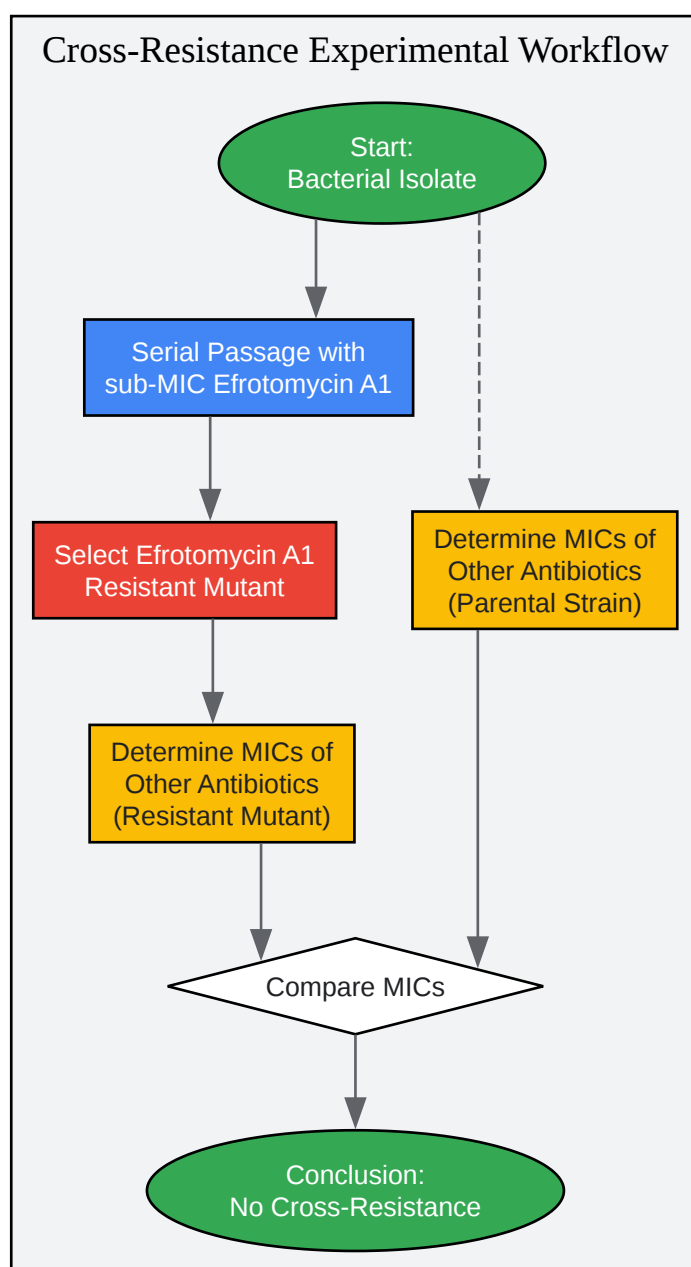 Cross-Resistance Experimental Workflow
Start:
Bacterial Isolate
Serial Passage with
sub-MIC Efrotomycin A1
Select Efrotomycin A1
Resistant Mutant
Determine MICs of
Other Antibiotics
(Parental Strain)
Determine MICs of
Other Antibiotics
(Resistant Mutant)
Compare MICs
Conclusion:
No Cross-Resistance